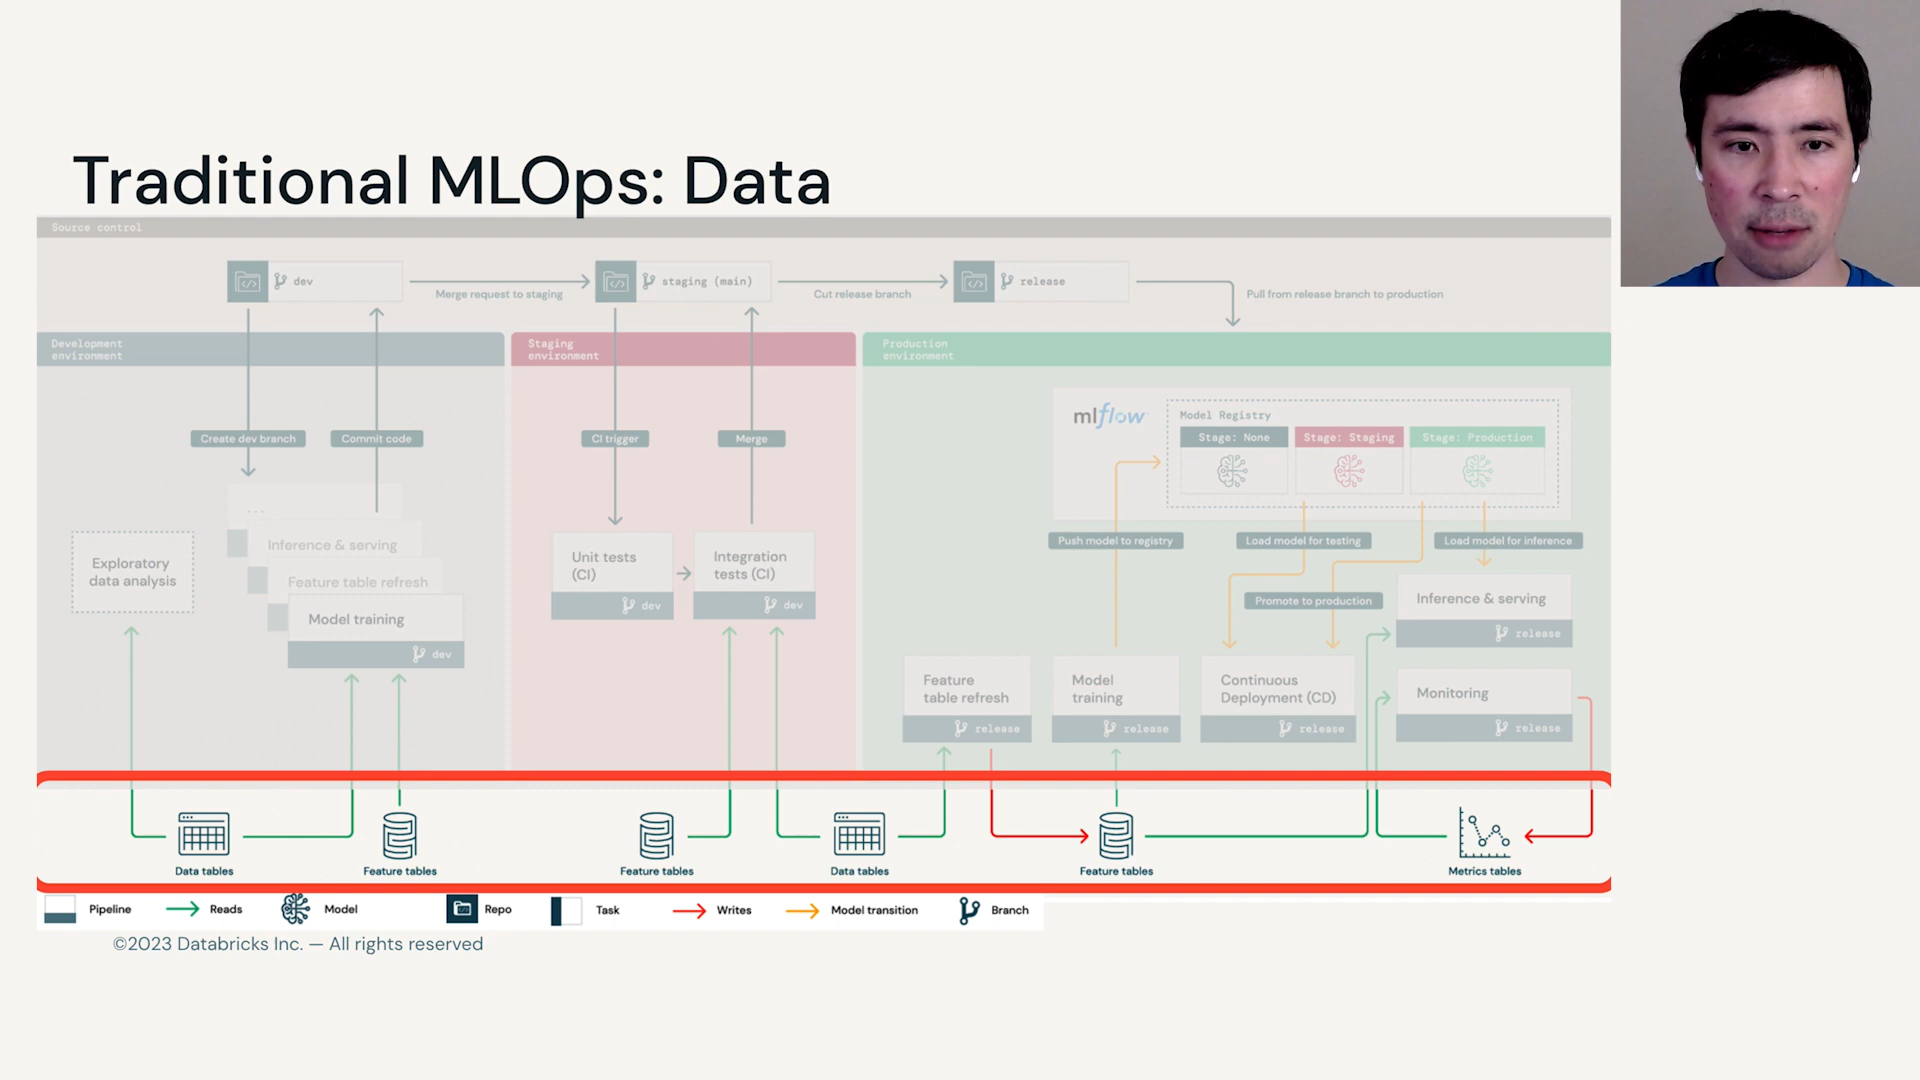 Traditional MLOps: Data
Source control
dev
Merge request to staging
staging (main)
Cut release branch
release
Pull from release branch to production
Development
environment
Staging
environment
Production
environment
mlflow
Model Registry
Stage: None
Stage: Staging
Stage: Production
Create dev branch
Commit code
CI trigger
Merge
...
Exploratory
data analysis
Inference & serving
Feature table refresh
Model training
dev
Unit tests
(CI)
dev
Integration
tests (CI)
dev
Push model to registry
Load model for testing
Load model for inference
Promote to production
Inference & serving
release
Feature
table refresh
release
Model
training
release
Continuous
Deployment (CD)
release
Monitoring
release
Data tables
Feature tables
Feature tables
Data tables
Feature tables
Metrics tables
Pipeline
Reads
Model
Repo
Task
Writes
Model transition
Branch
©2023 Databricks Inc. — All rights reserved